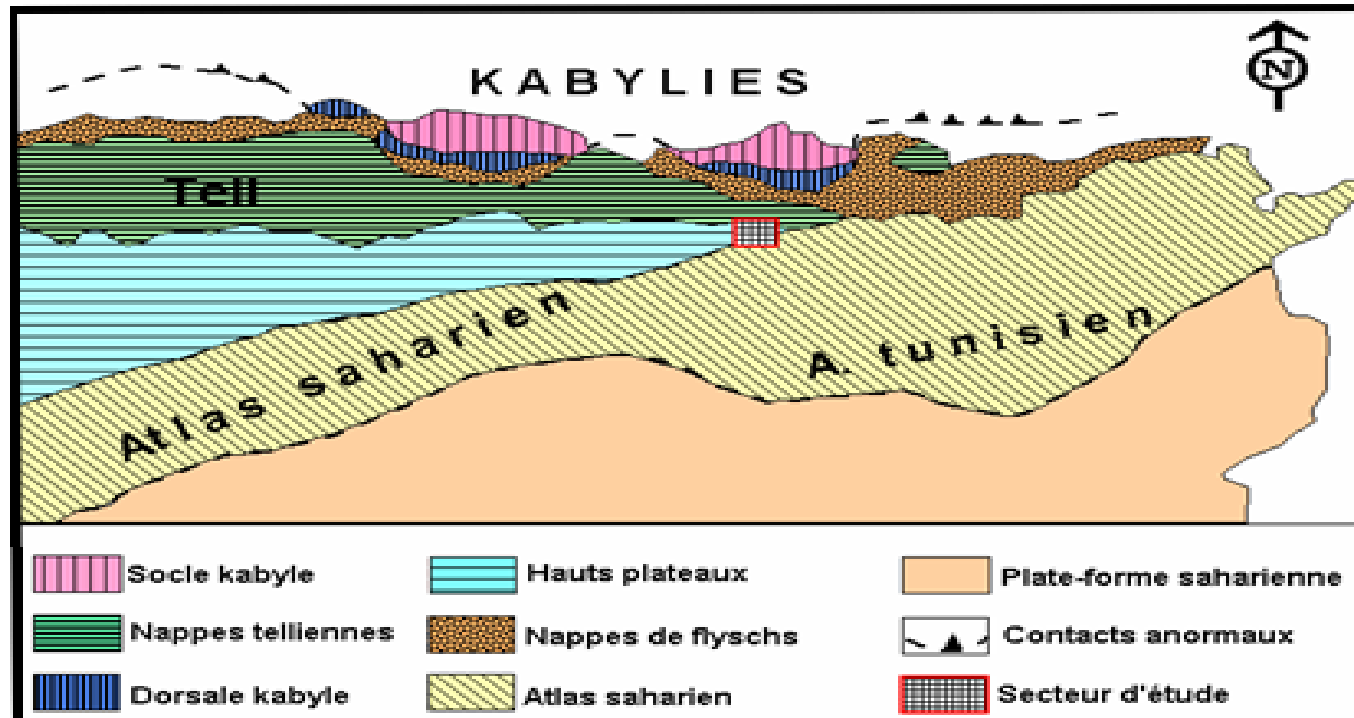 KABYLIES
N
Tell
Atlas saharien
A. tunisien
Socle kabyle
Hauts plateaux
Plate-forme saharienne
Nappes telliennes
Nappes de flyschs
Contacts anormaux
Dorsale kabyle
Atlas saharien
Secteur d'étude